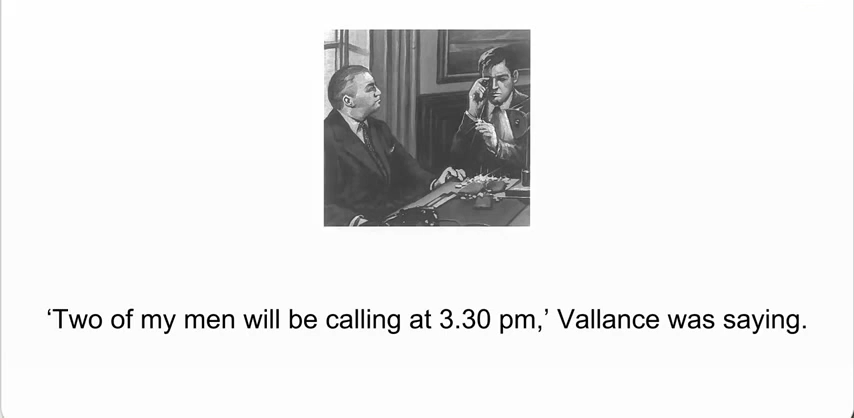 ‘Two of my men will be calling at 3.30 pm,’ Vallance was saying.